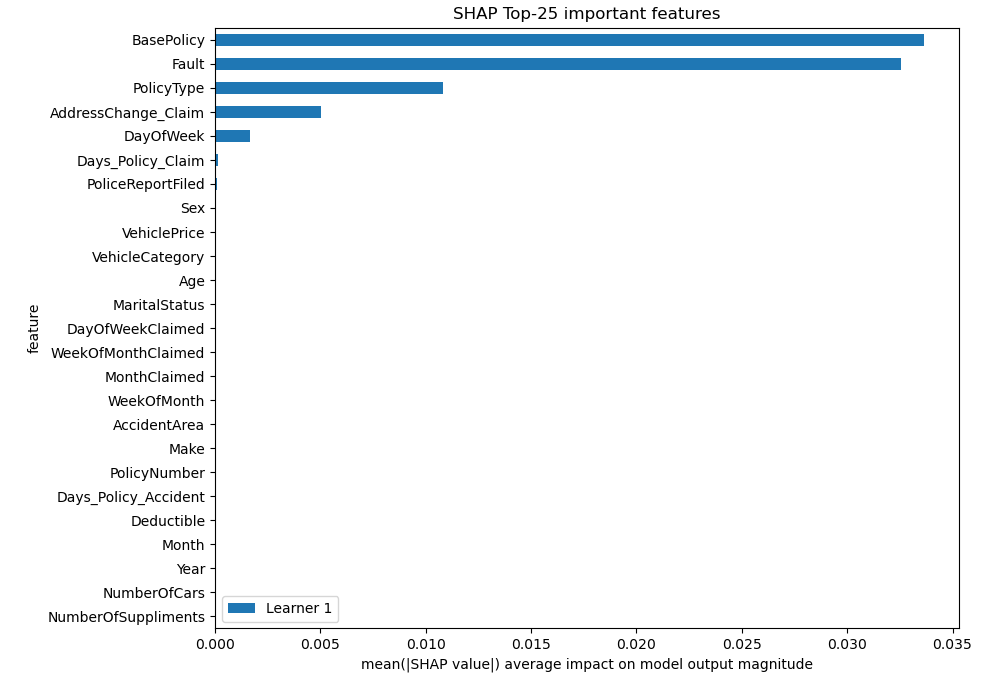 SHAP Top-25 important features
BasePolicy
Fault
PolicyType
AddressChange_Claim
DayOfWeek
Days_Policy_Claim
PoliceReportFiled
Sex
VehiclePrice
VehicleCategory
Age
MaritalStatus
DayOfWeekClaimed
WeekOfMonthClaimed
MonthClaimed
WeekOfMonth
AccidentArea
Make
PolicyNumber
Days_Policy_Accident
Deductible
Month
Year
NumberOfCars
NumberOfSuppliments
feature
Learner 1
0.000 0.005 0.010 0.015 0.020 0.025 0.030 0.035
mean(|SHAP value|) average impact on model output magnitude